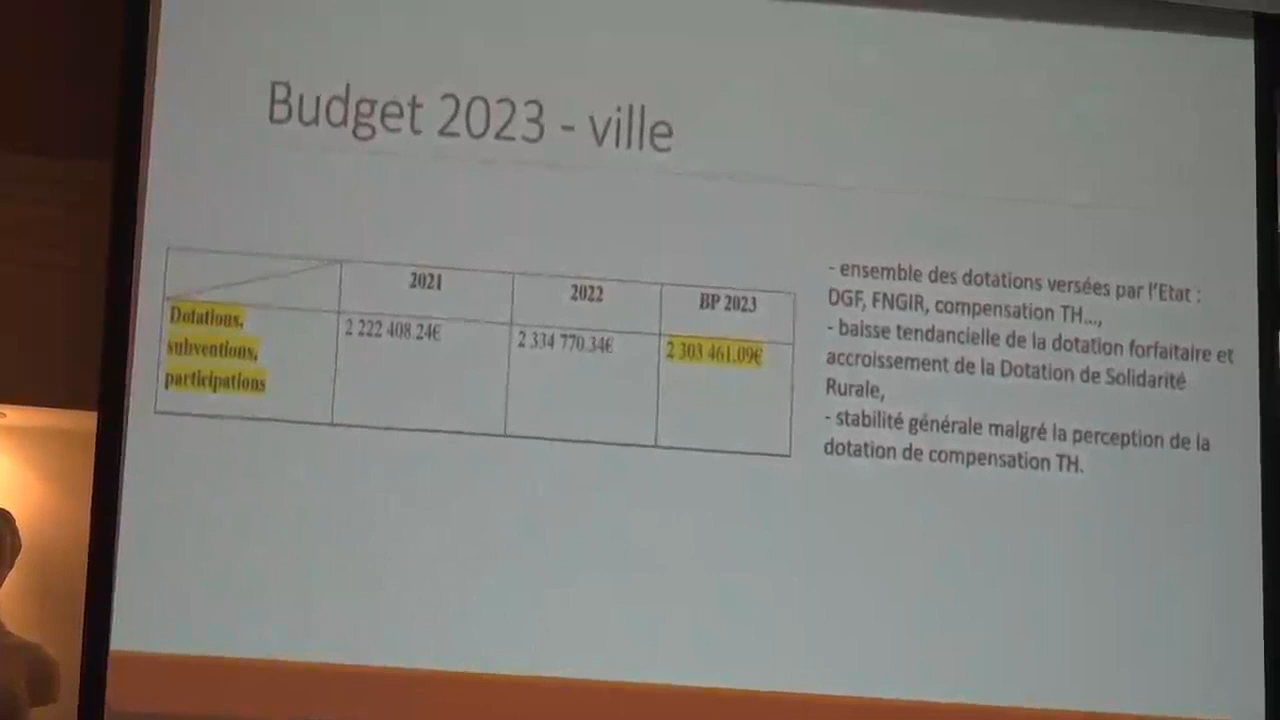 Budget 2023 - ville
2021
2022
BP 2023
Dotations,
subventions,
participations
2 222 408.24€
2 334 770.34€
2 303 461.09€
- ensemble des dotations versées par l'Etat :
DGF, FNGIR, compensation TH...,
- baisse tendancielle de la dotation forfaitaire et
accroissement de la Dotation de Solidarité
Rurale,
- stabilité générale malgré la perception de la
dotation de compensation TH.